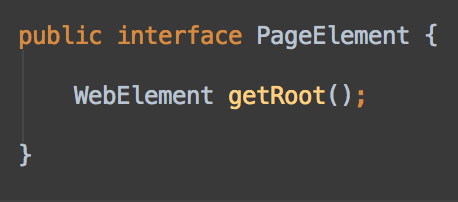 public interface PageElement {
WebElement getRoot();
}